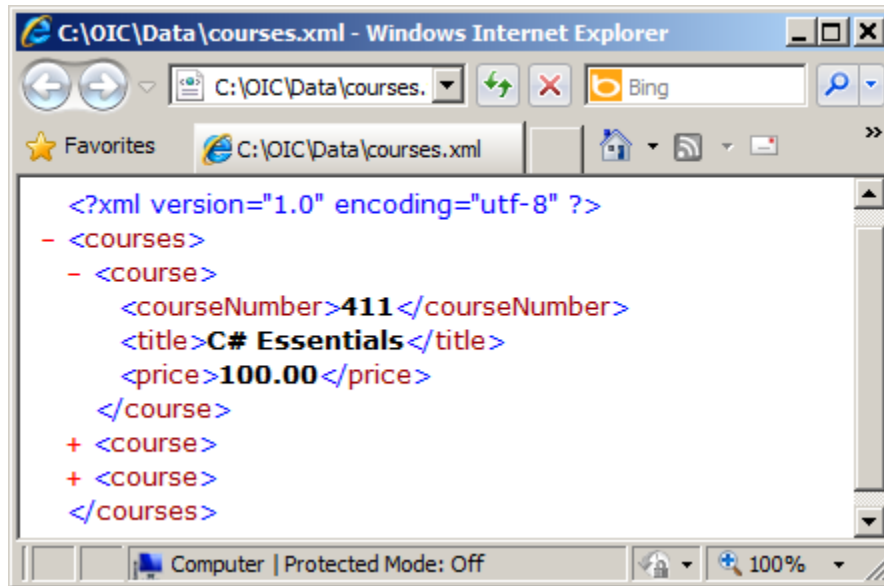 C:\OIC\Data\courses.xml - Windows Internet Explorer
C:\OIC\Data\courses. Bing
Favorites C:\OIC\Data\courses.xml »
<?xml version="1.0" encoding="utf-8" ?>
- <courses>
- <course>
<courseNumber>411</courseNumber>
<title>C# Essentials</title>
<price>100.00</price>
</course>
+ <course>
+ <course>
</courses>
Computer | Protected Mode: Off 100%